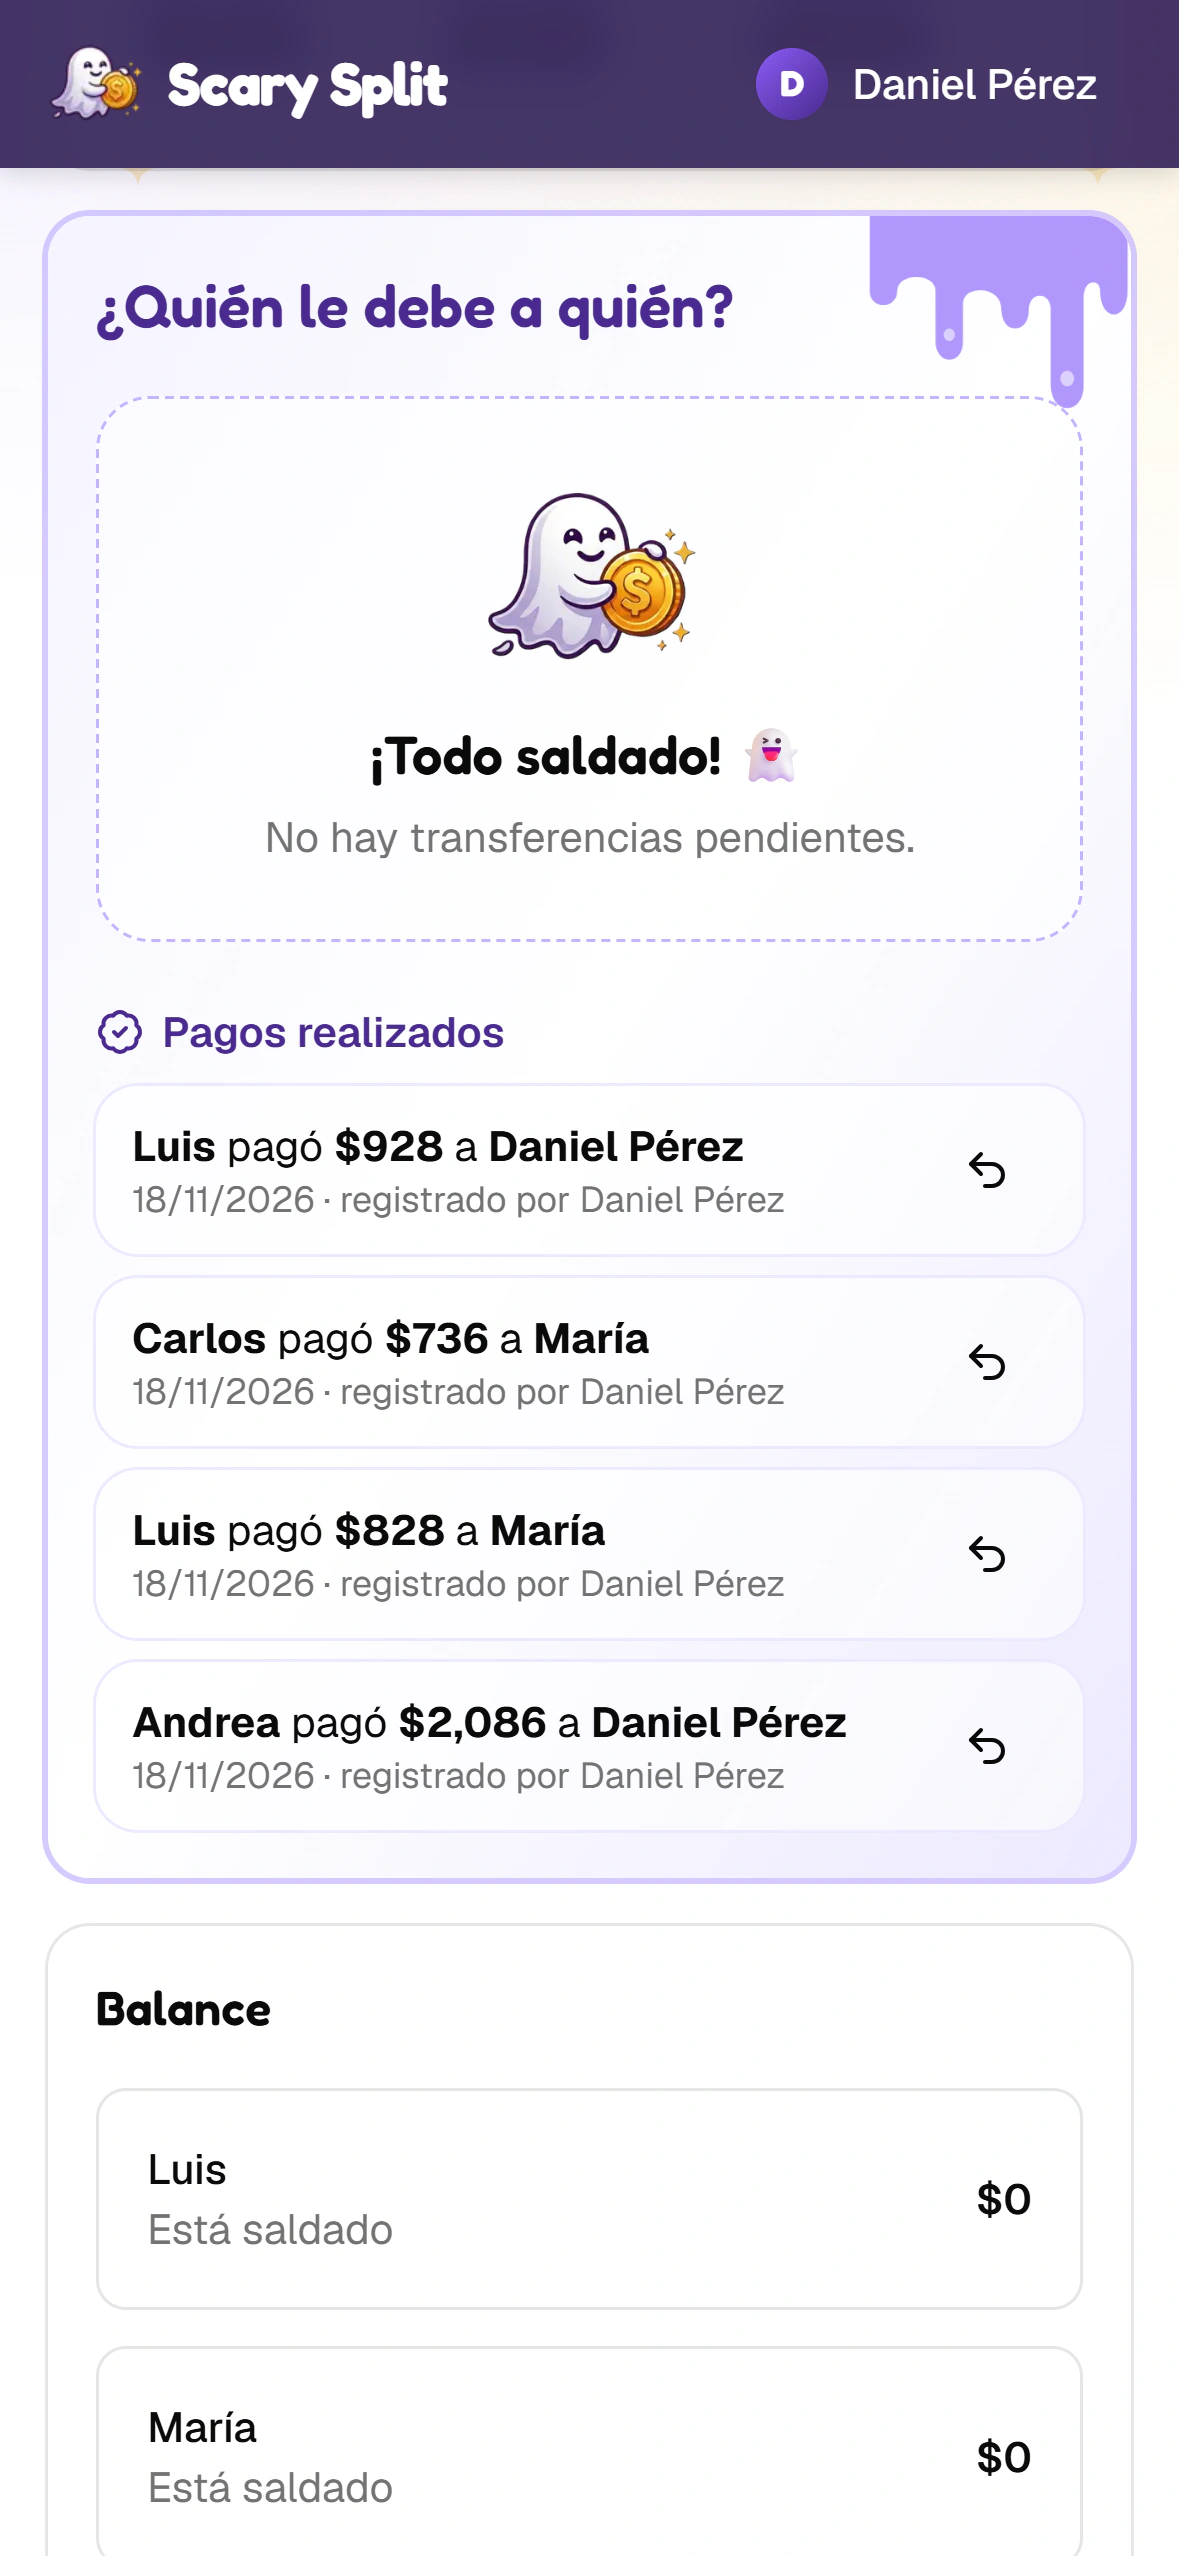 Scary Split
D
Daniel Pérez
¿Quién le debe a quién?
¡Todo saldado! 👻
No hay transferencias pendientes.
Pagos realizados
Luis pagó $928 a Daniel Pérez
18/11/2026 · registrado por Daniel Pérez
Carlos pagó $736 a María
18/11/2026 · registrado por Daniel Pérez
Luis pagó $828 a María
18/11/2026 · registrado por Daniel Pérez
Andrea pagó $2,086 a Daniel Pérez
18/11/2026 · registrado por Daniel Pérez
Balance
Luis
Está saldado
$0
María
Está saldado
$0